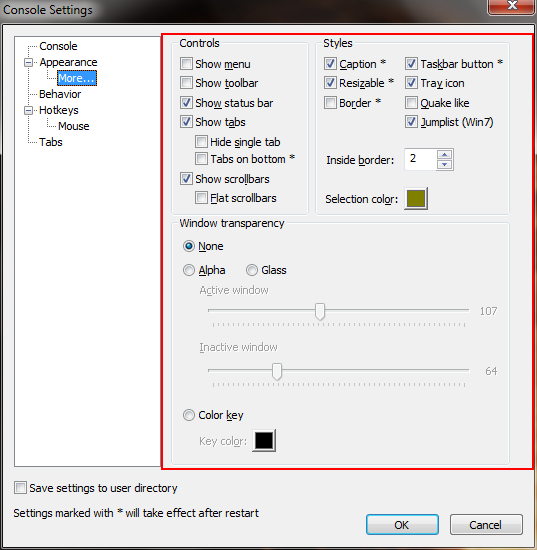 Console Settings
Console
Appearance
More...
Behavior
Hotkeys
Mouse
Tabs
Controls
Show menu
Show toolbar
Show status bar
Show tabs
Hide single tab
Tabs on bottom *
Show scrollbars
Flat scrollbars
Styles
Caption *
Taskbar button *
Resizable *
Tray icon
Border *
Quake like
Jumplist (Win7)
Inside border: 2
Selection color:
Window transparency
None
Alpha Glass
Active window
107
Inactive window
64
Color key
Key color:
Save settings to user directory
Settings marked with * will take effect after restart
OK Cancel